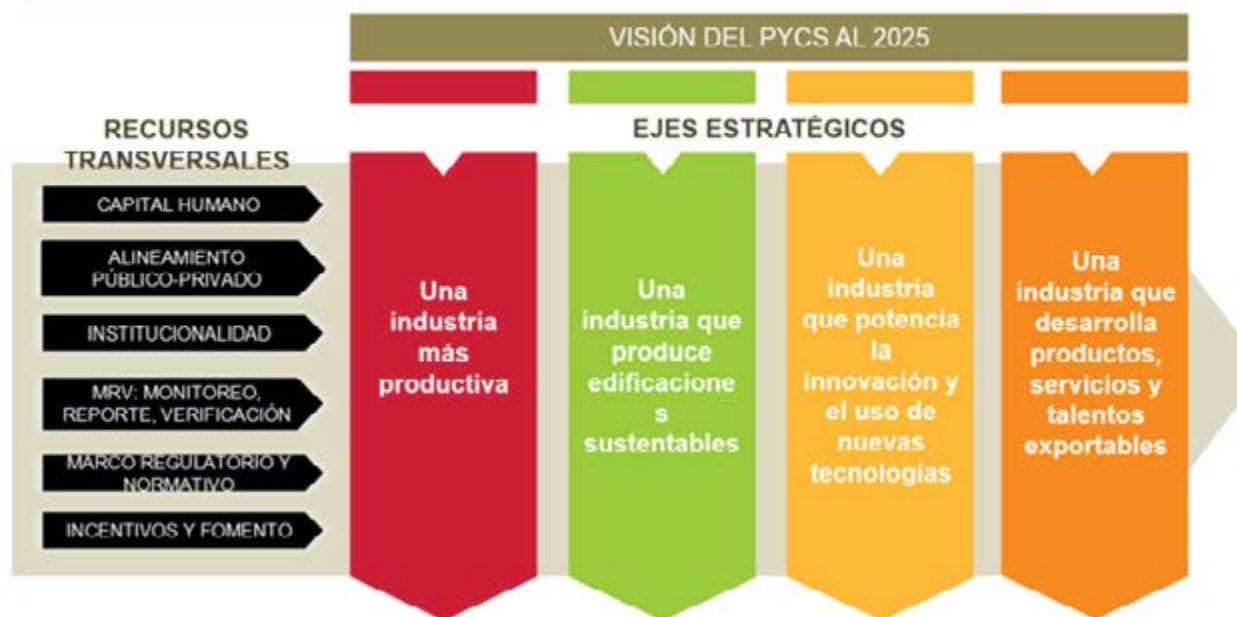 VISIÓN DEL PYCS AL 2025
RECURSOS
TRANSVERSALES
EJES ESTRATÉGICOS
CAPITAL HUMANO
ALINEAMIENTO
PÚBLICO-PRIVADO
INSTITUCIONALIDAD
MRV: MONITOREO,
REPORTE, VERIFICACIÓN
MARCO REGULATORIO Y
NORMATIVO
INCENTIVOS Y FOMENTO
Una
industria
más
productiva
Una
industria que
produce
edificacione
s
sustentables
Una
industria
que potencia
la
innovación y
el uso de
nuevas
tecnologías
Una
industria que
desarrolla
productos,
servicios y
talentos
exportables